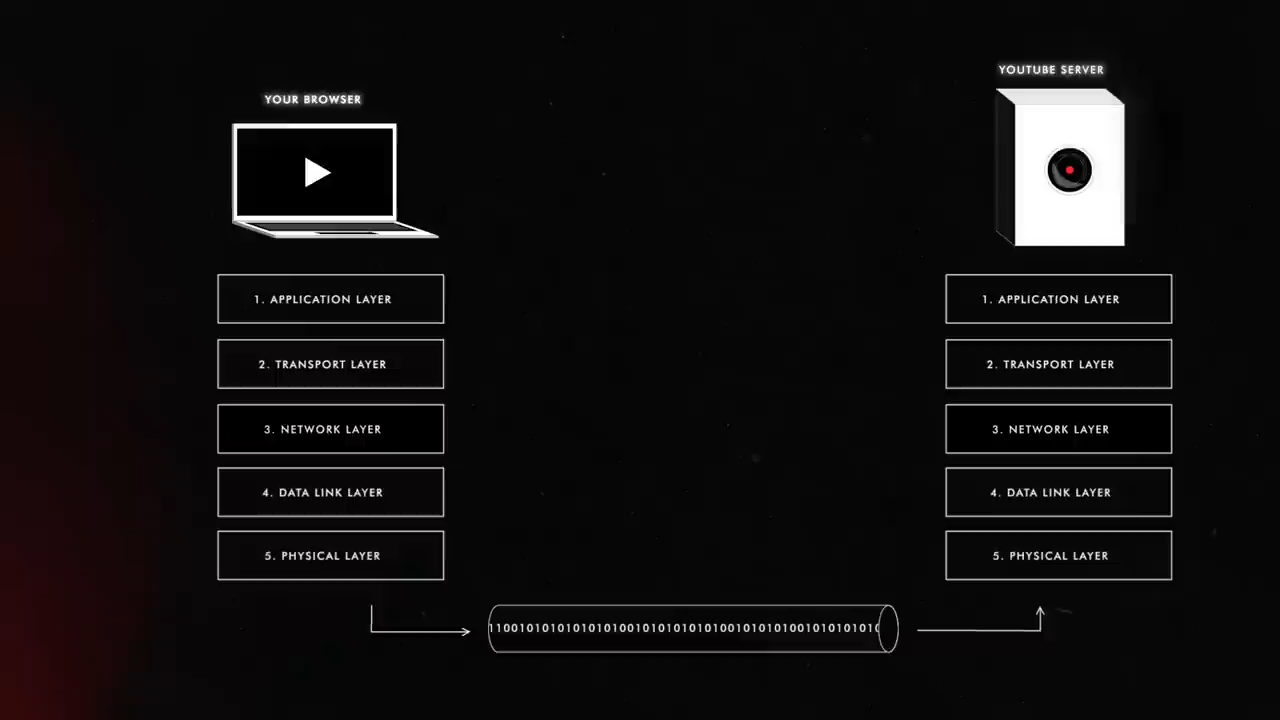 YOUTUBE SERVER
YOUR BROWSER
1. APPLICATION LAYER
1. APPLICATION LAYER
2. TRANSPORT LAYER
2. TRANSPORT LAYER
3. NETWORK LAYER
3. NETWORK LAYER
4. DATA LINK LAYER
4. DATA LINK LAYER
5. PHYSICAL LAYER
5. PHYSICAL LAYER